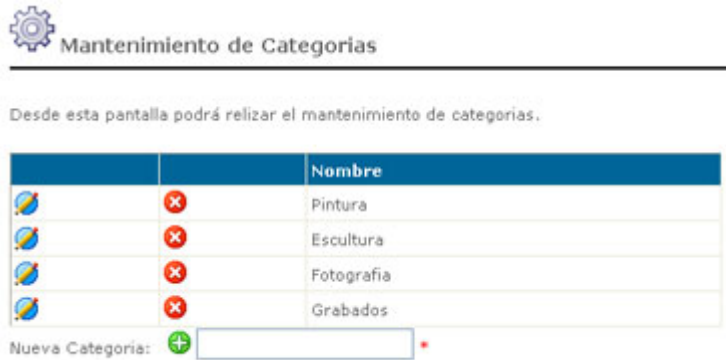 Mantenimiento de Categorias
Desde esta pantalla podrá relizar el mantenimiento de categorias.
Nombre
Pintura
Escultura
Fotografia
Grabados
Nueva Categoria: *